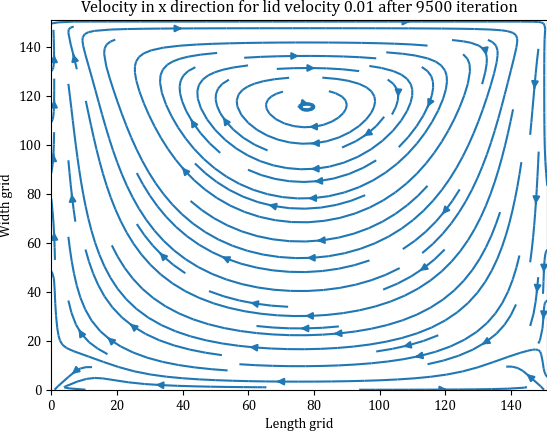 Velocity in x direction for lid velocity 0.01 after 9500 iteration
140
120
100
80
60
40
20
0
Width grid
0 20 40 60 80 100 120 140
Length grid